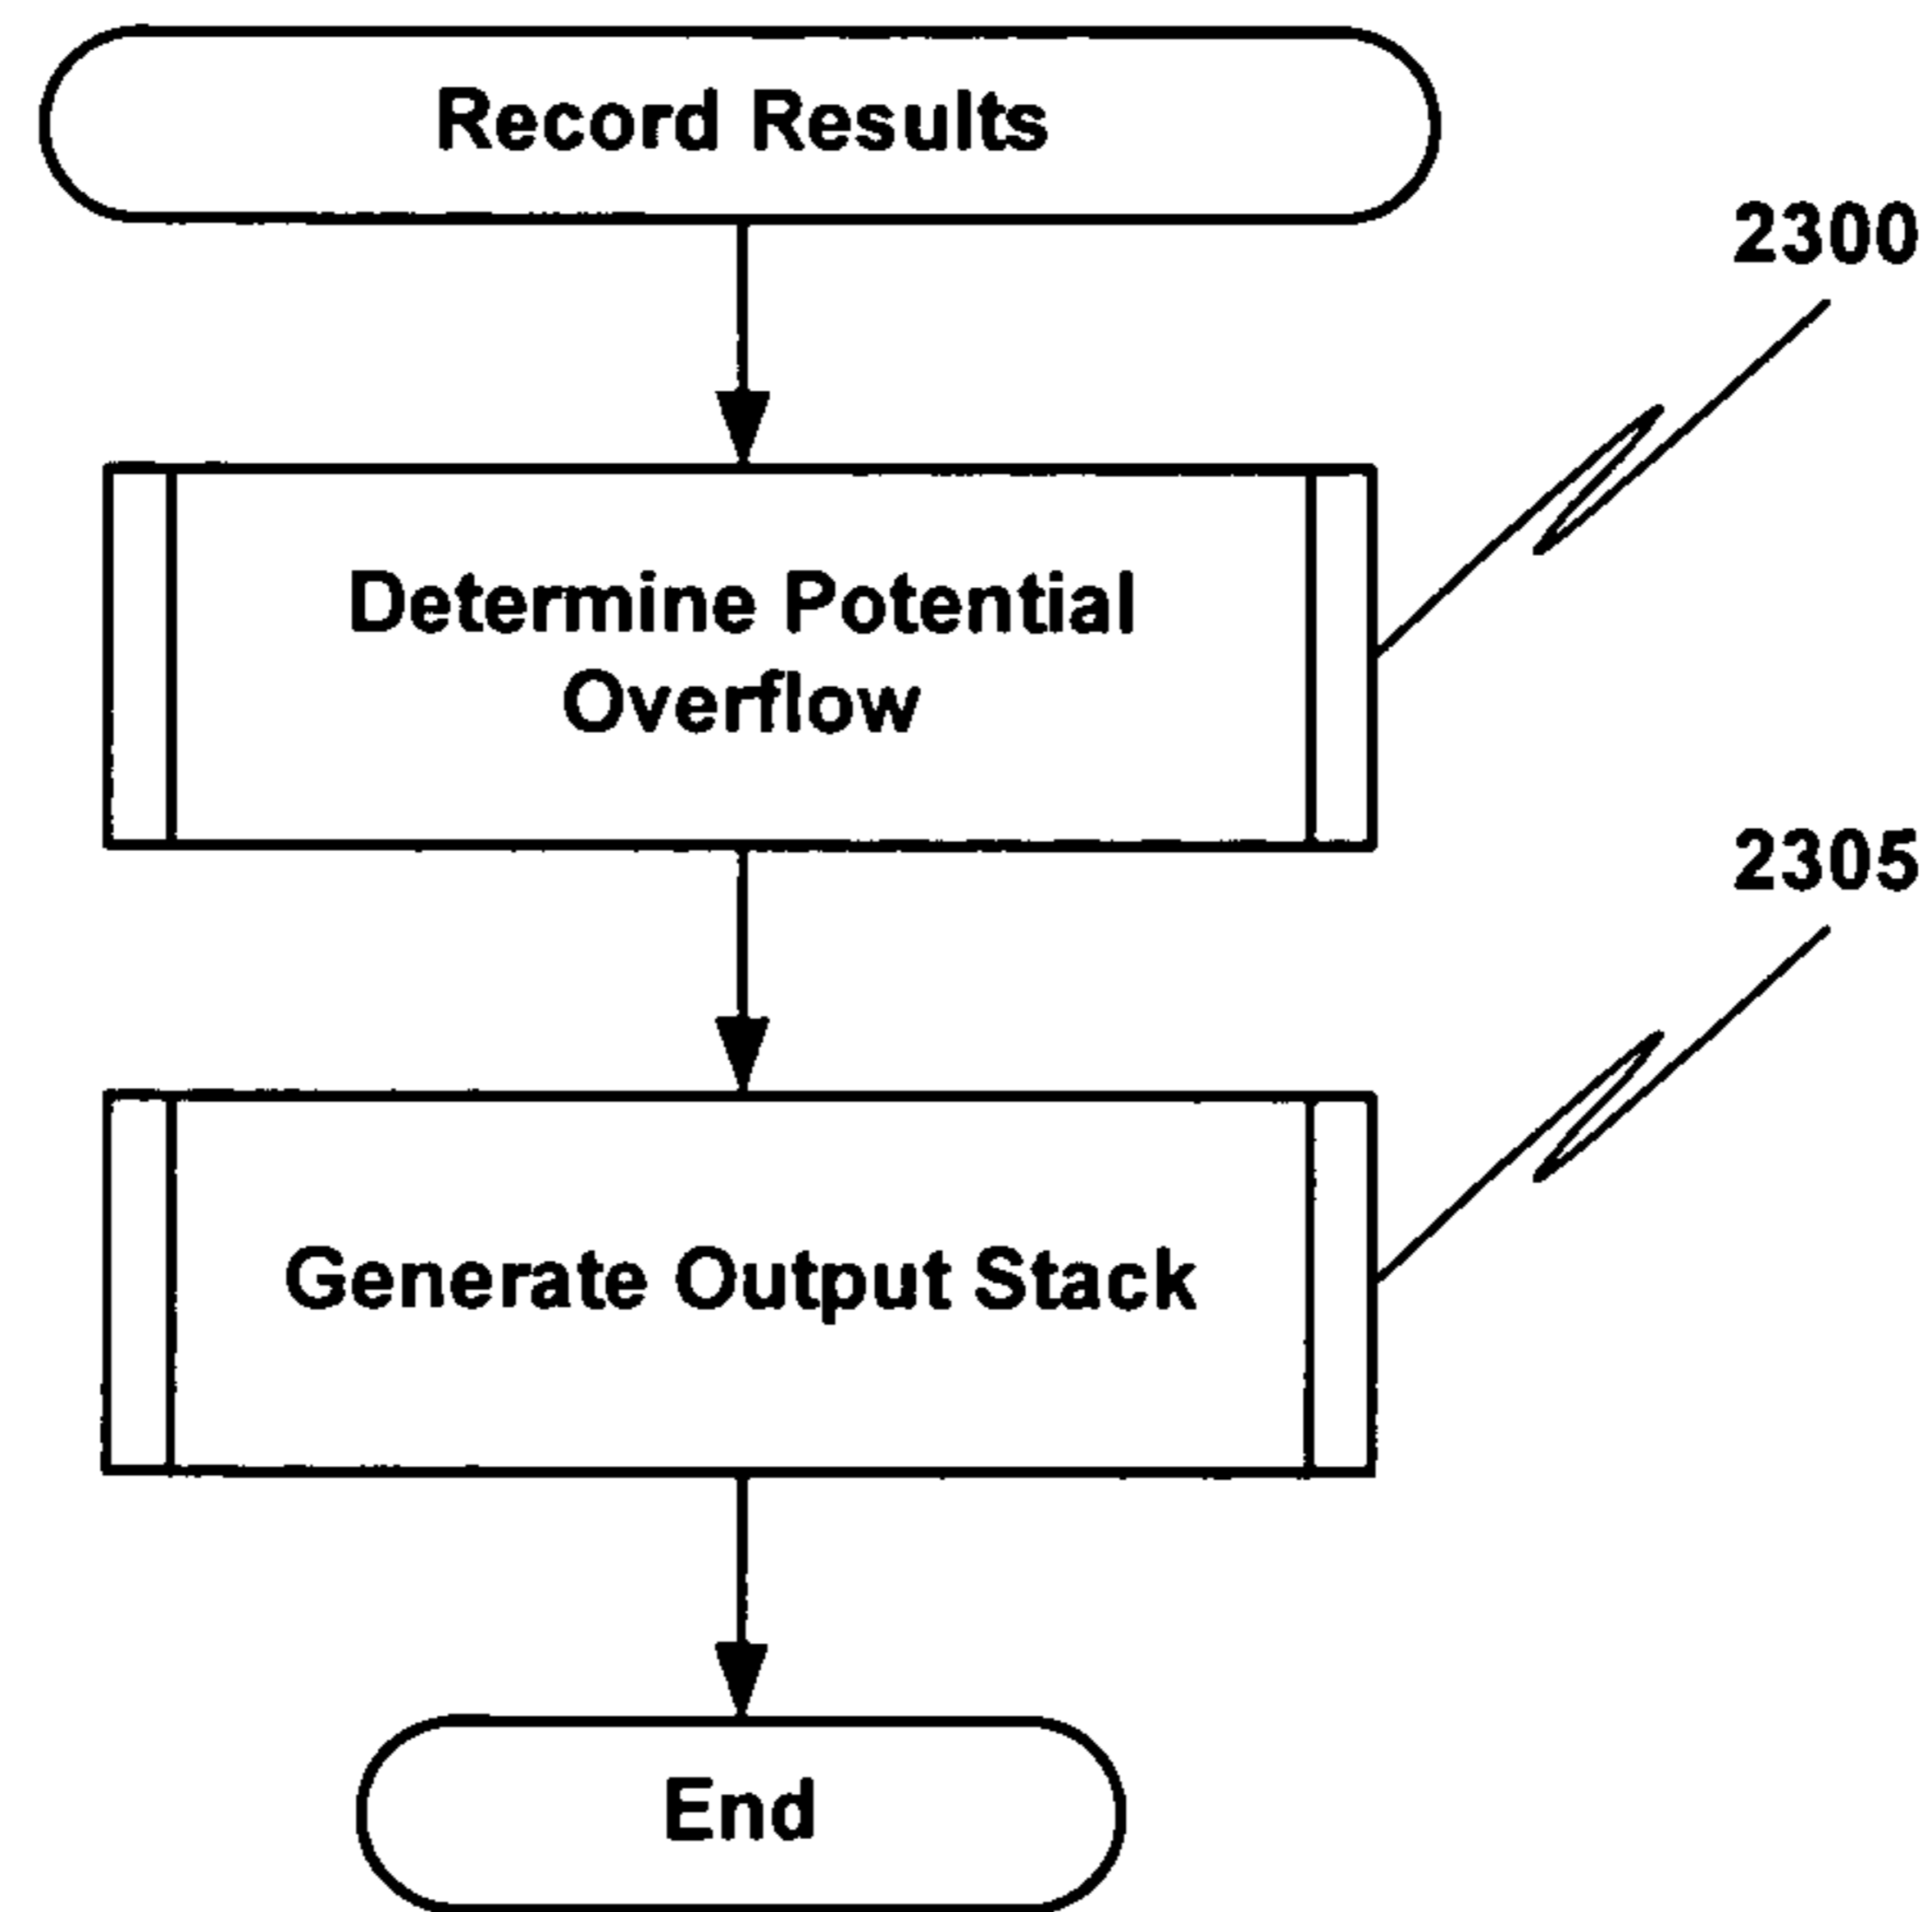 Record Results
2300
Determine Potential
Overflow
2305
Generate Output Stack
End